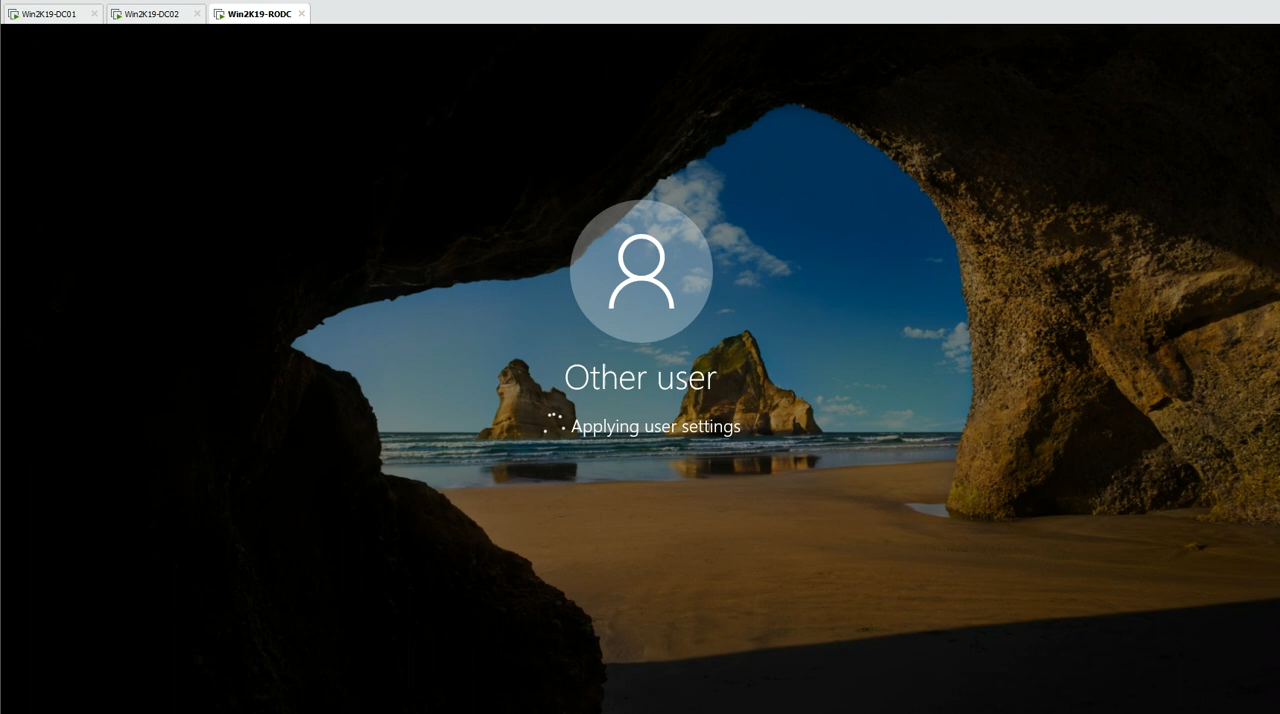 Win2K19-DC01
Win2K19-DC02
Win2K19-RODC
Other user
Applying user settings